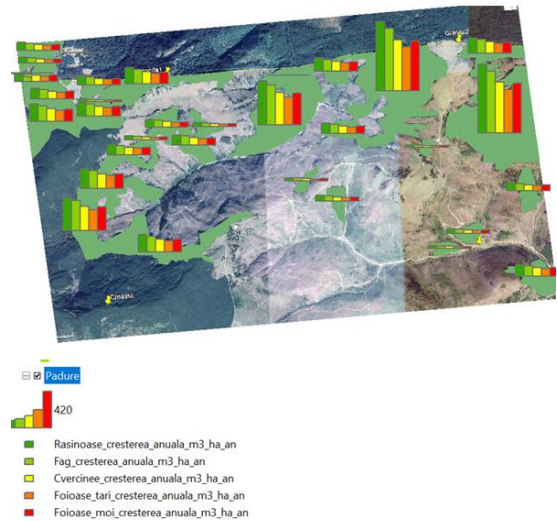 Padure
420
Rasinoase_cresterea_anuala_m3_ha_an
Fag_cresterea_anuala_m3_ha_an
Cvercinee_cresterea_anuala_m3_ha_an
Foioase_tari_cresterea_anuala_m3_ha_an
Foioase_moi_cresterea_anuala_m3_ha_an